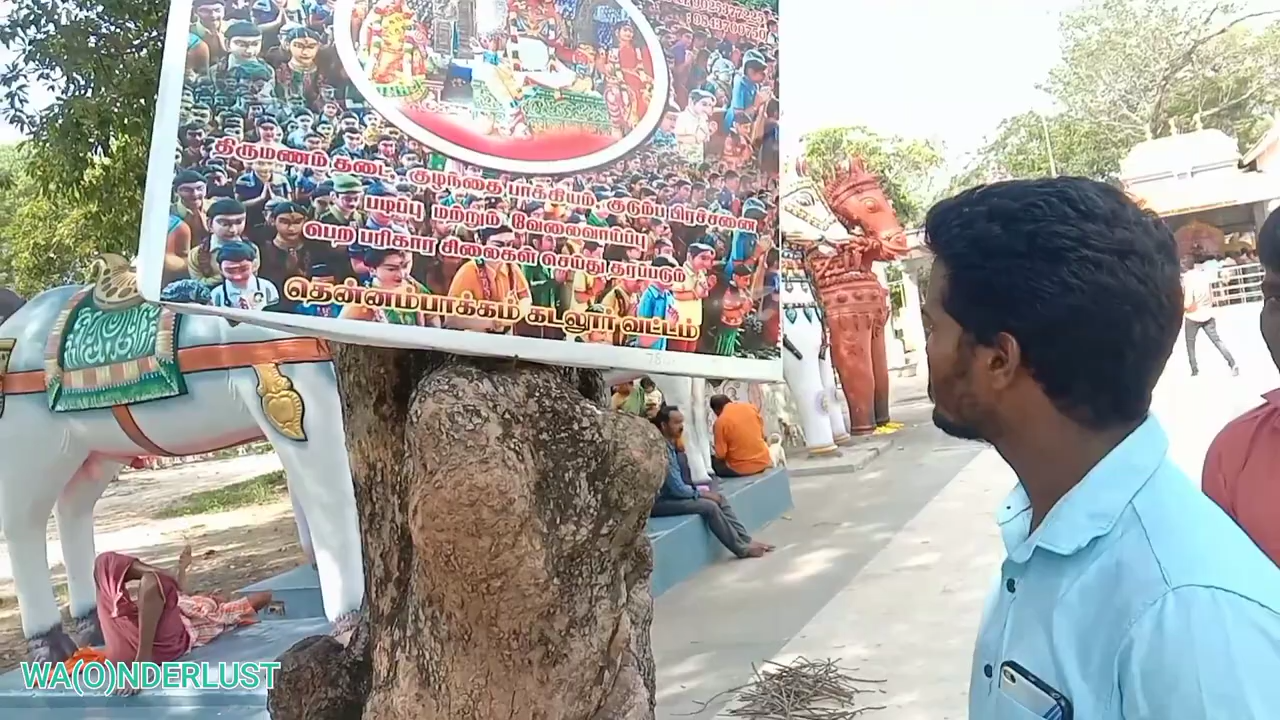 திருமணம் தடை, குழந்தை பாக்கியம், குடும்ப பிரச்சனை
படிப்பு மற்றும் வேலைவாய்ப்பு
பெற பரிகார சிலைகள் செய்து தரப்படும்
தென்னம்பாக்கம் கடலூர் வட்டம்
WA(O)NDERLUST